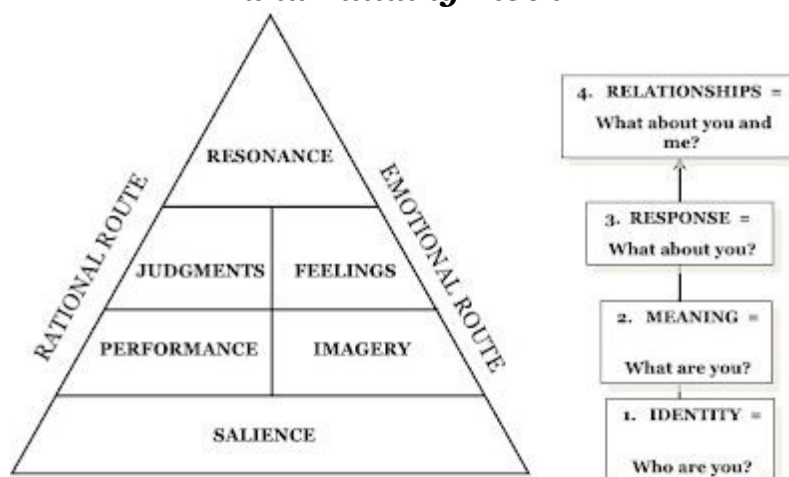 RESONANCE
RATIONAL ROUTE
EMOTIONAL ROUTE
JUDGMENTS FEELINGS
PERFORMANCE IMAGERY
SALIENCE
4. RELATIONSHIPS =
What about you and
me?
3. RESPONSE =
What about you?
2. MEANING =
What are you?
1. IDENTITY =
Who are you?